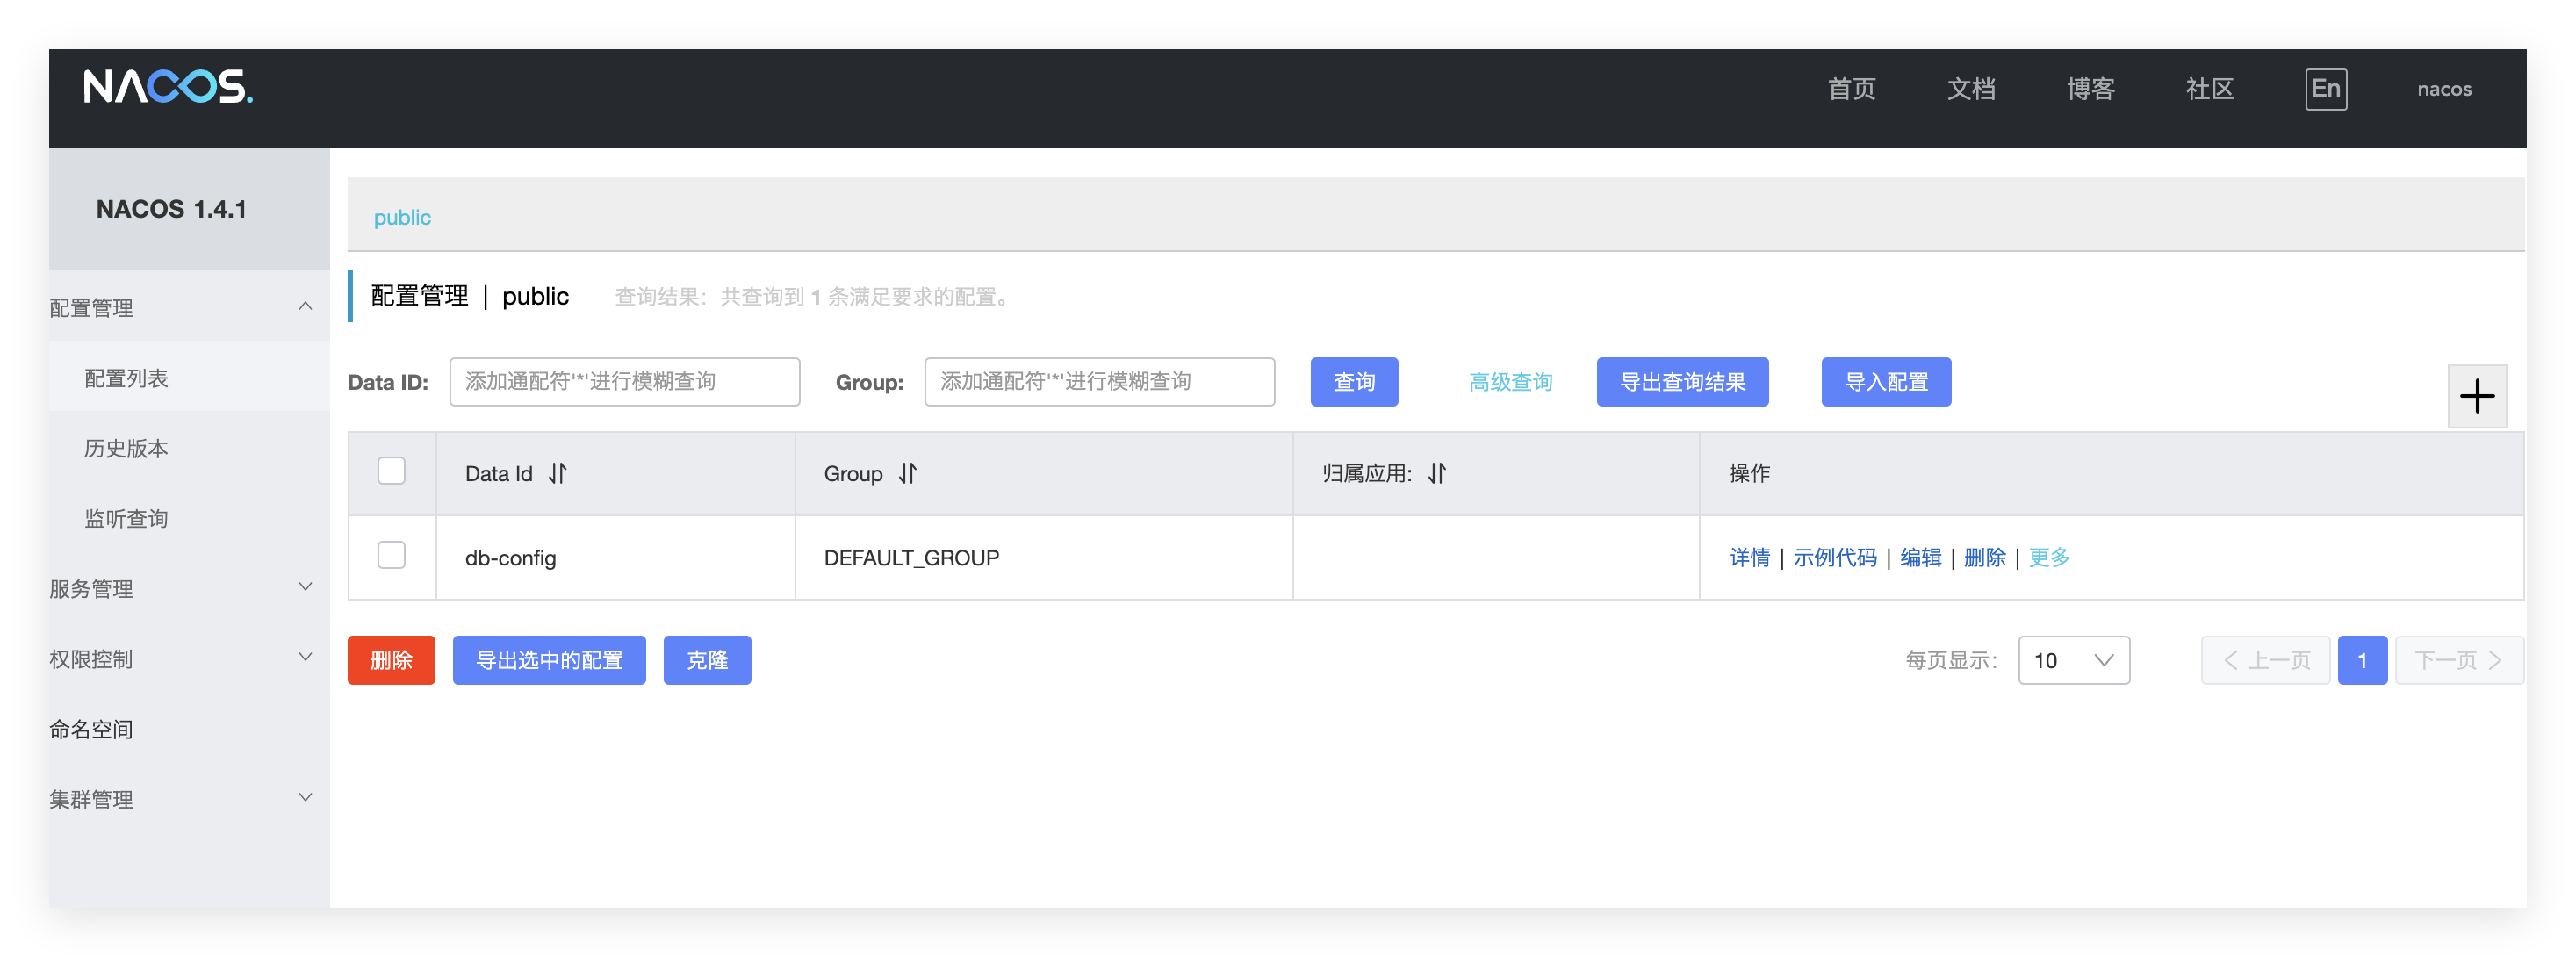 NACOS.
首页 文档 博客 社区 En nacos
NACOS 1.4.1
配置管理
配置列表
历史版本
监听查询
服务管理
权限控制
命名空间
集群管理
public
配置管理 | public 查询结果：共查询到 1 条满足要求的配置。
Data ID: 添加通配符'*'进行模糊查询 Group: 添加通配符'*'进行模糊查询 查询 高级查询 导出查询结果 导入配置
Data Id Group 归属应用: 操作
db-config DEFAULT_GROUP 详情 | 示例代码 | 编辑 | 删除 | 更多
删除 导出选中的配置 克隆 每页显示: 10 上一页 1 下一页